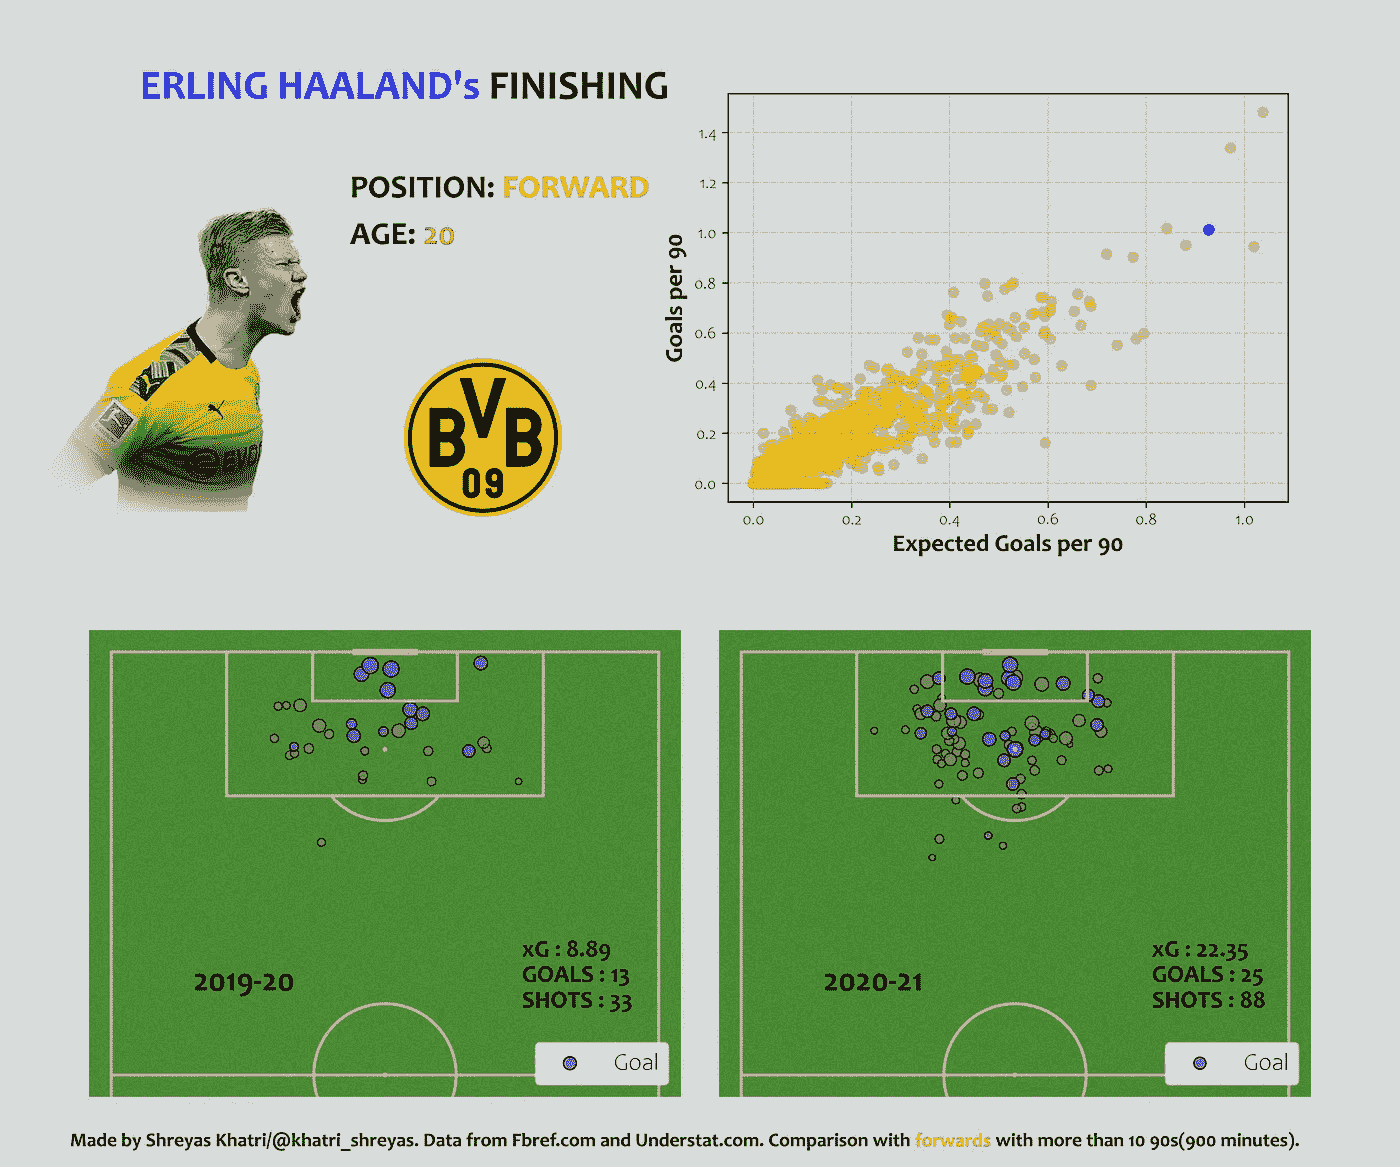 ERLING HAALAND's FINISHING
POSITION: FORWARD
AGE: 20
BVB
09
EVO
Goals per 90
1.4
1.2
1.0
0.8
0.6
0.4
0.2
0.0
0.0 0.2 0.4 0.6 0.8 1.0
Expected Goals per 90
2019-20
xG : 8.89
GOALS : 13
SHOTS : 33
Goal
2020-21
xG : 22.35
GOALS : 25
SHOTS : 88
Goal
Made by Shreyas Khatri/@khatri_shreyas. Data from Fbref.com and Understat.com. Comparison with forwards with more than 10 90s(900 minutes).